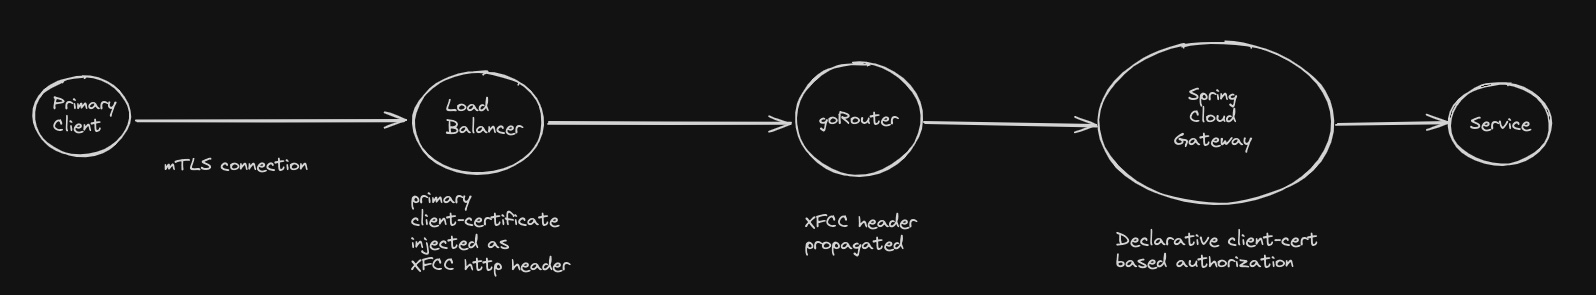 Primary
Client
mTLS connection
Load
Balancer
primary
client-certificate
injected as
XFCC http header
goRouter
XFCC header
propagated
Spring
Cloud
Gateway
Declarative client-cert
based authorization
Service